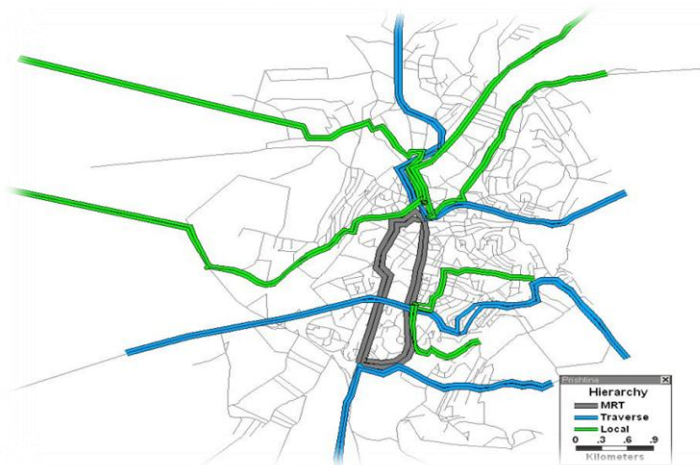 Prishtina
Hierarchy
MRT
Traverse
Local
0 .3 .6 .9
Kilometers